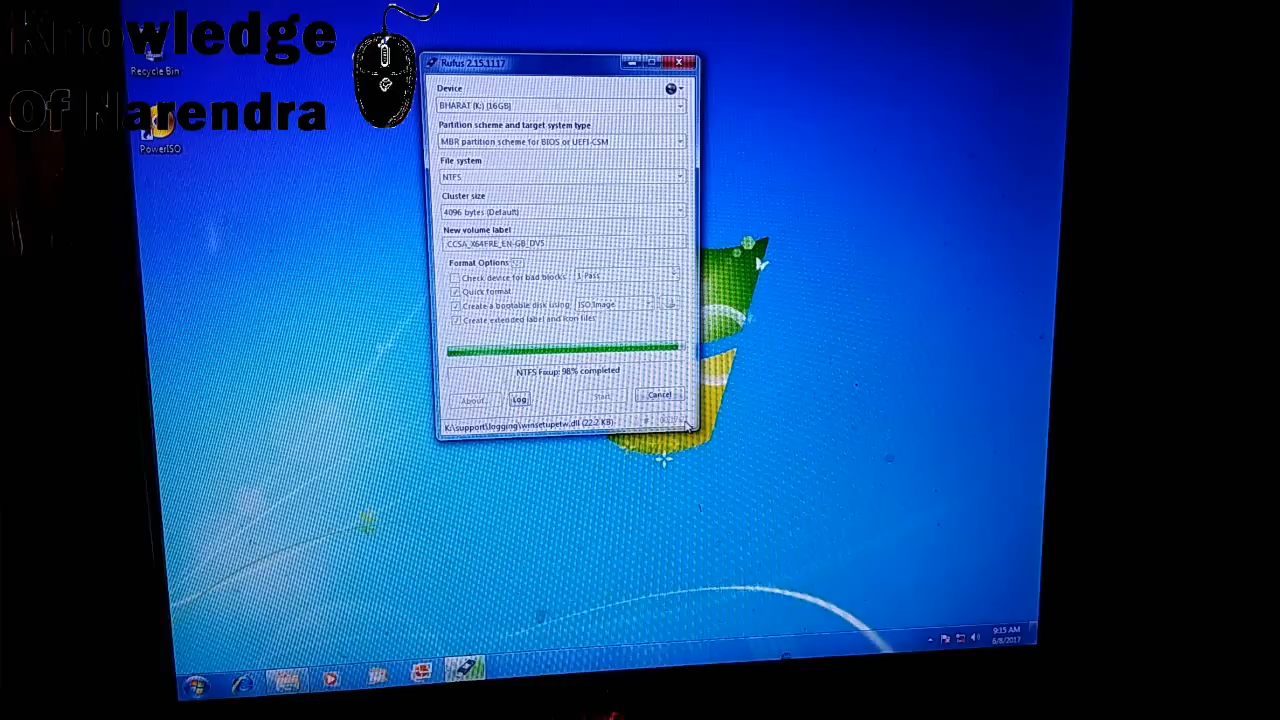 Knowledge
Of Narendra
Recycle Bin
PowerISO
Rufus 2.15.1117
Device
BHARAT (K:) [16GB]
Partition scheme and target system type
MBR partition scheme for BIOS or UEFI-CSM
File system
NTFS
Cluster size
4096 bytes (Default)
New volume label
CCSA_X64FRE_EN-GB_DV5
Format Options
Check device for bad blocks 1 Pass
Quick format
Create a bootable disk using ISO Image
Create extended label and icon files
NTFS Fixup: 98% completed
About... Log Start Cancel
K:\support\logging\winsetupetw.dll (22.2 KB)
9:15 AM
6/8/2017